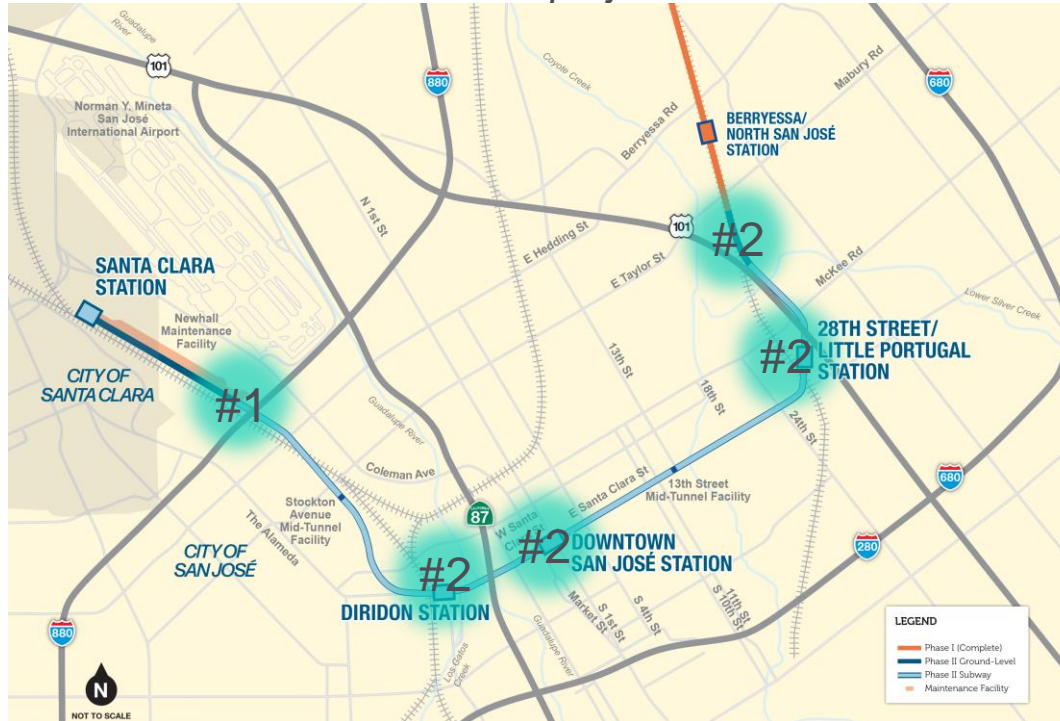 Guadalupe
River
101
880
680
Norman Y. Mineta
San José
International Airport
Coyote Creek
Mabury Rd
Berryessa Rd
BERRYESSA/
NORTH SAN JOSÉ
STATION
N 1st St
E Hedding St
101
#2
E Taylor St
McKee Rd
SANTA CLARA
STATION
Newhall
Maintenance
Facility
Lower Silver Creek
CITY OF
SANTA CLARA
#1
13th St
18th St
24th St
#2
28TH STREET/
LITTLE PORTUGAL
STATION
Guadalupe River
Coleman Ave
Stockton
Avenue
Mid-Tunnel
Facility
The Alameda
CALIFORNIA
87
W Santa
E Santa Clara St
13th Street
Mid-Tunnel Facility
680
280
CITY OF
SAN JOSÉ
#2
#2
DOWNTOWN
SAN JOSÉ STATION
DIRIDON STATION
Market St
S 1st St
S 4th St
S 10th St
11th St
Guadalupe River
Los Gatos
Creek
880
N
NOT TO SCALE
LEGEND
Phase I (Complete)
Phase II Ground-Level
Phase II Subway
Maintenance Facility